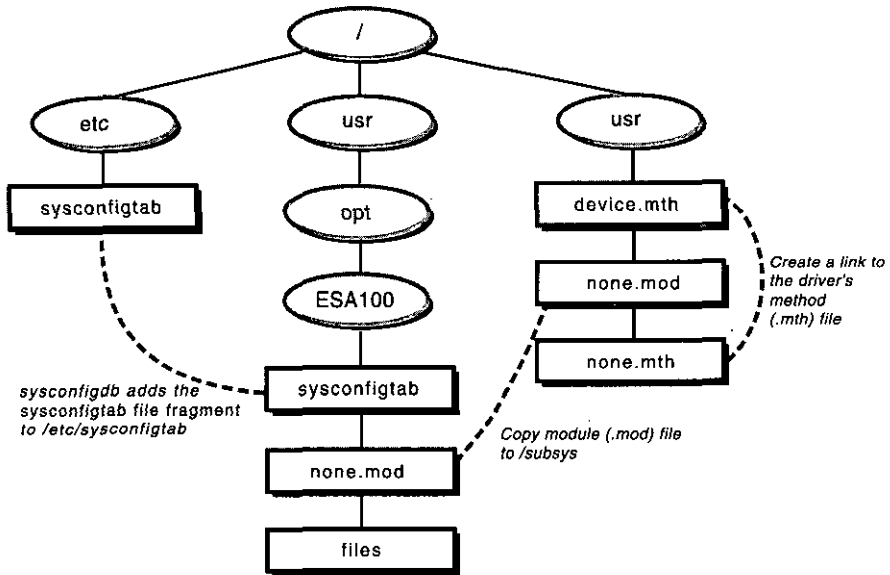 /
etc
usr
usr
sysconfigtab
opt
device.mth
ESA100
none.mod
Create a link to
the driver's
method
(.mth) file
none.mth
sysconfigdb adds the
sysconfigtab file fragment
to /etc/sysconfigtab
sysconfigtab
Copy module (.mod) file
to /subsys
none.mod
files